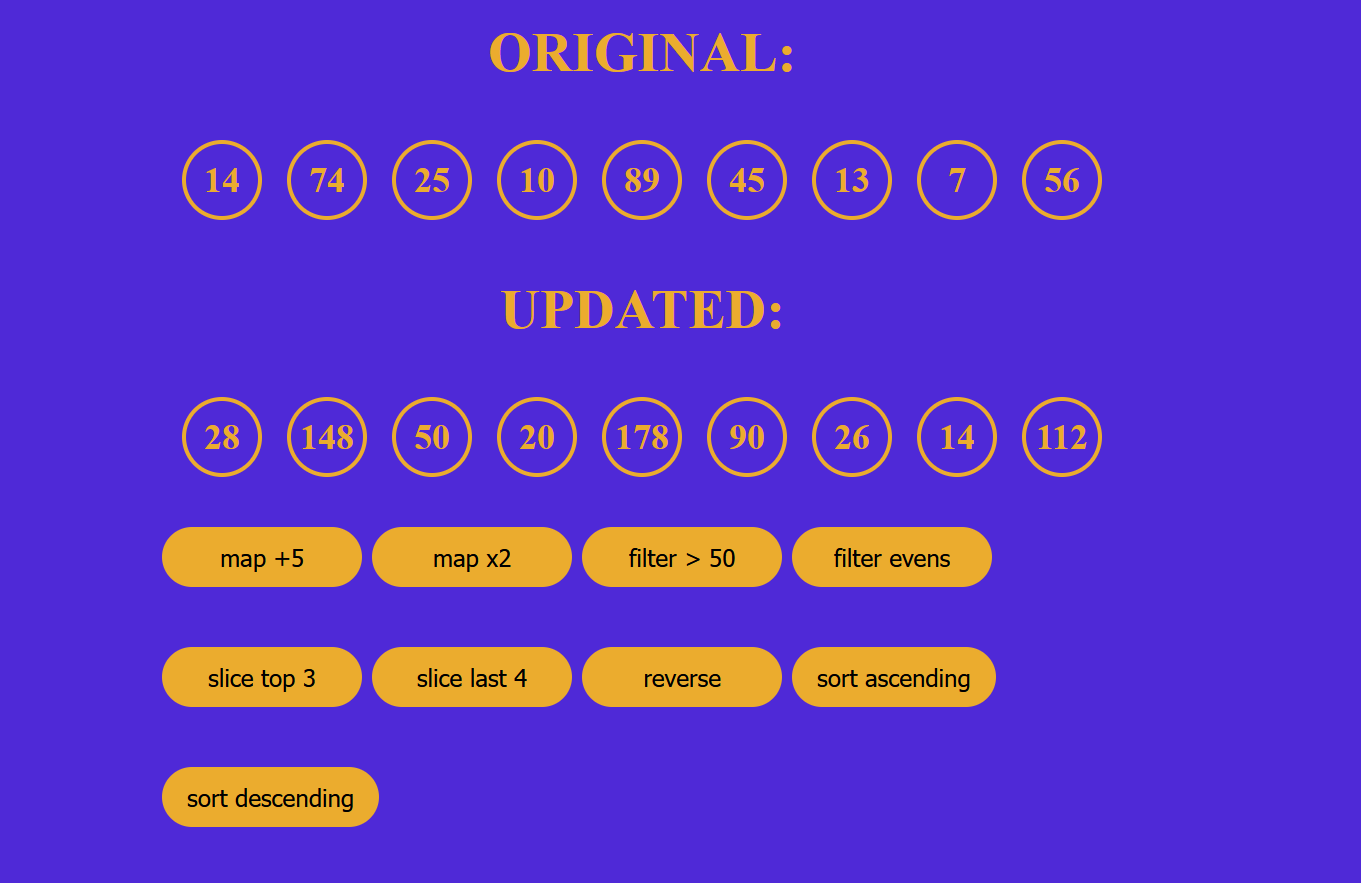 ORIGINAL:
14 74 25 10 89 45 13 7 56
UPDATED:
28 148 50 20 178 90 26 14 112
map +5 map x2 filter > 50 filter evens
slice top 3 slice last 4 reverse sort ascending
sort descending